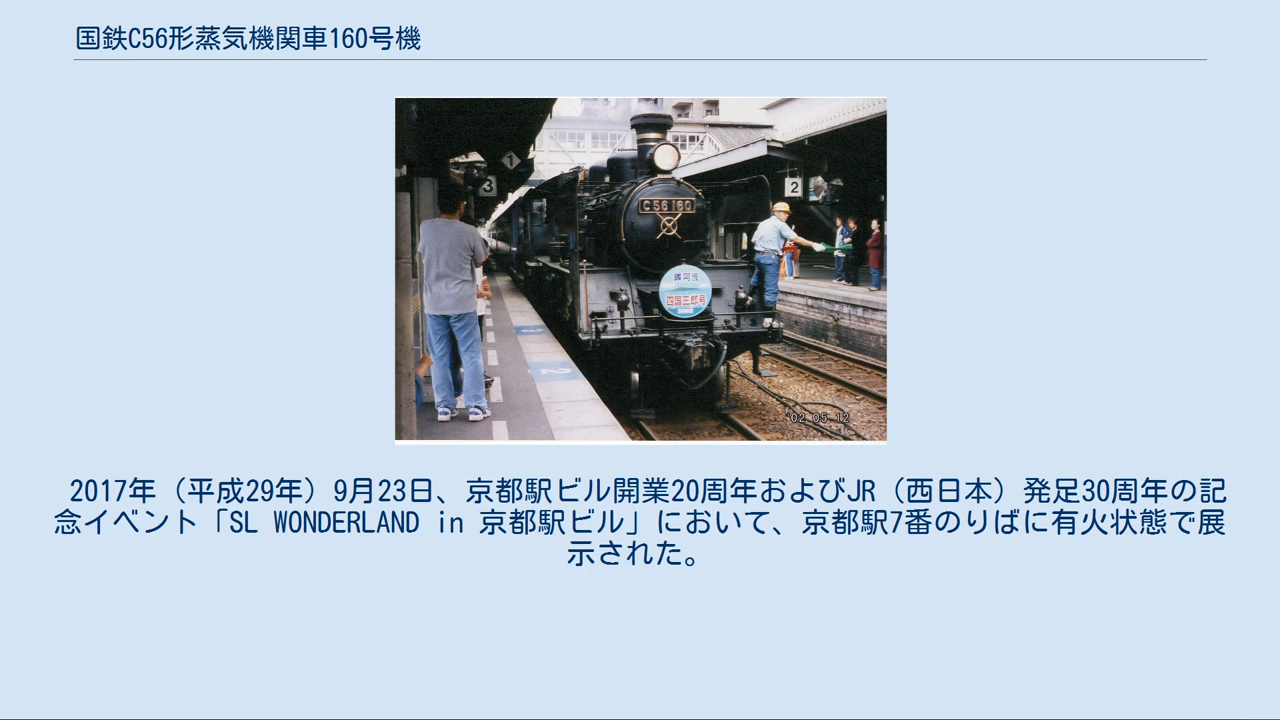 国鉄C56形蒸気機関車160号機
1
3
2
C56 160
阿波
四国三郎号
'02 05 12
2017年（平成29年）9月23日、京都駅ビル開業20周年およびJR（西日本）発足30周年の記
念イベント「SL WONDERLAND in 京都駅ビル」において、京都駅7番のりばに有火状態で展
示された。